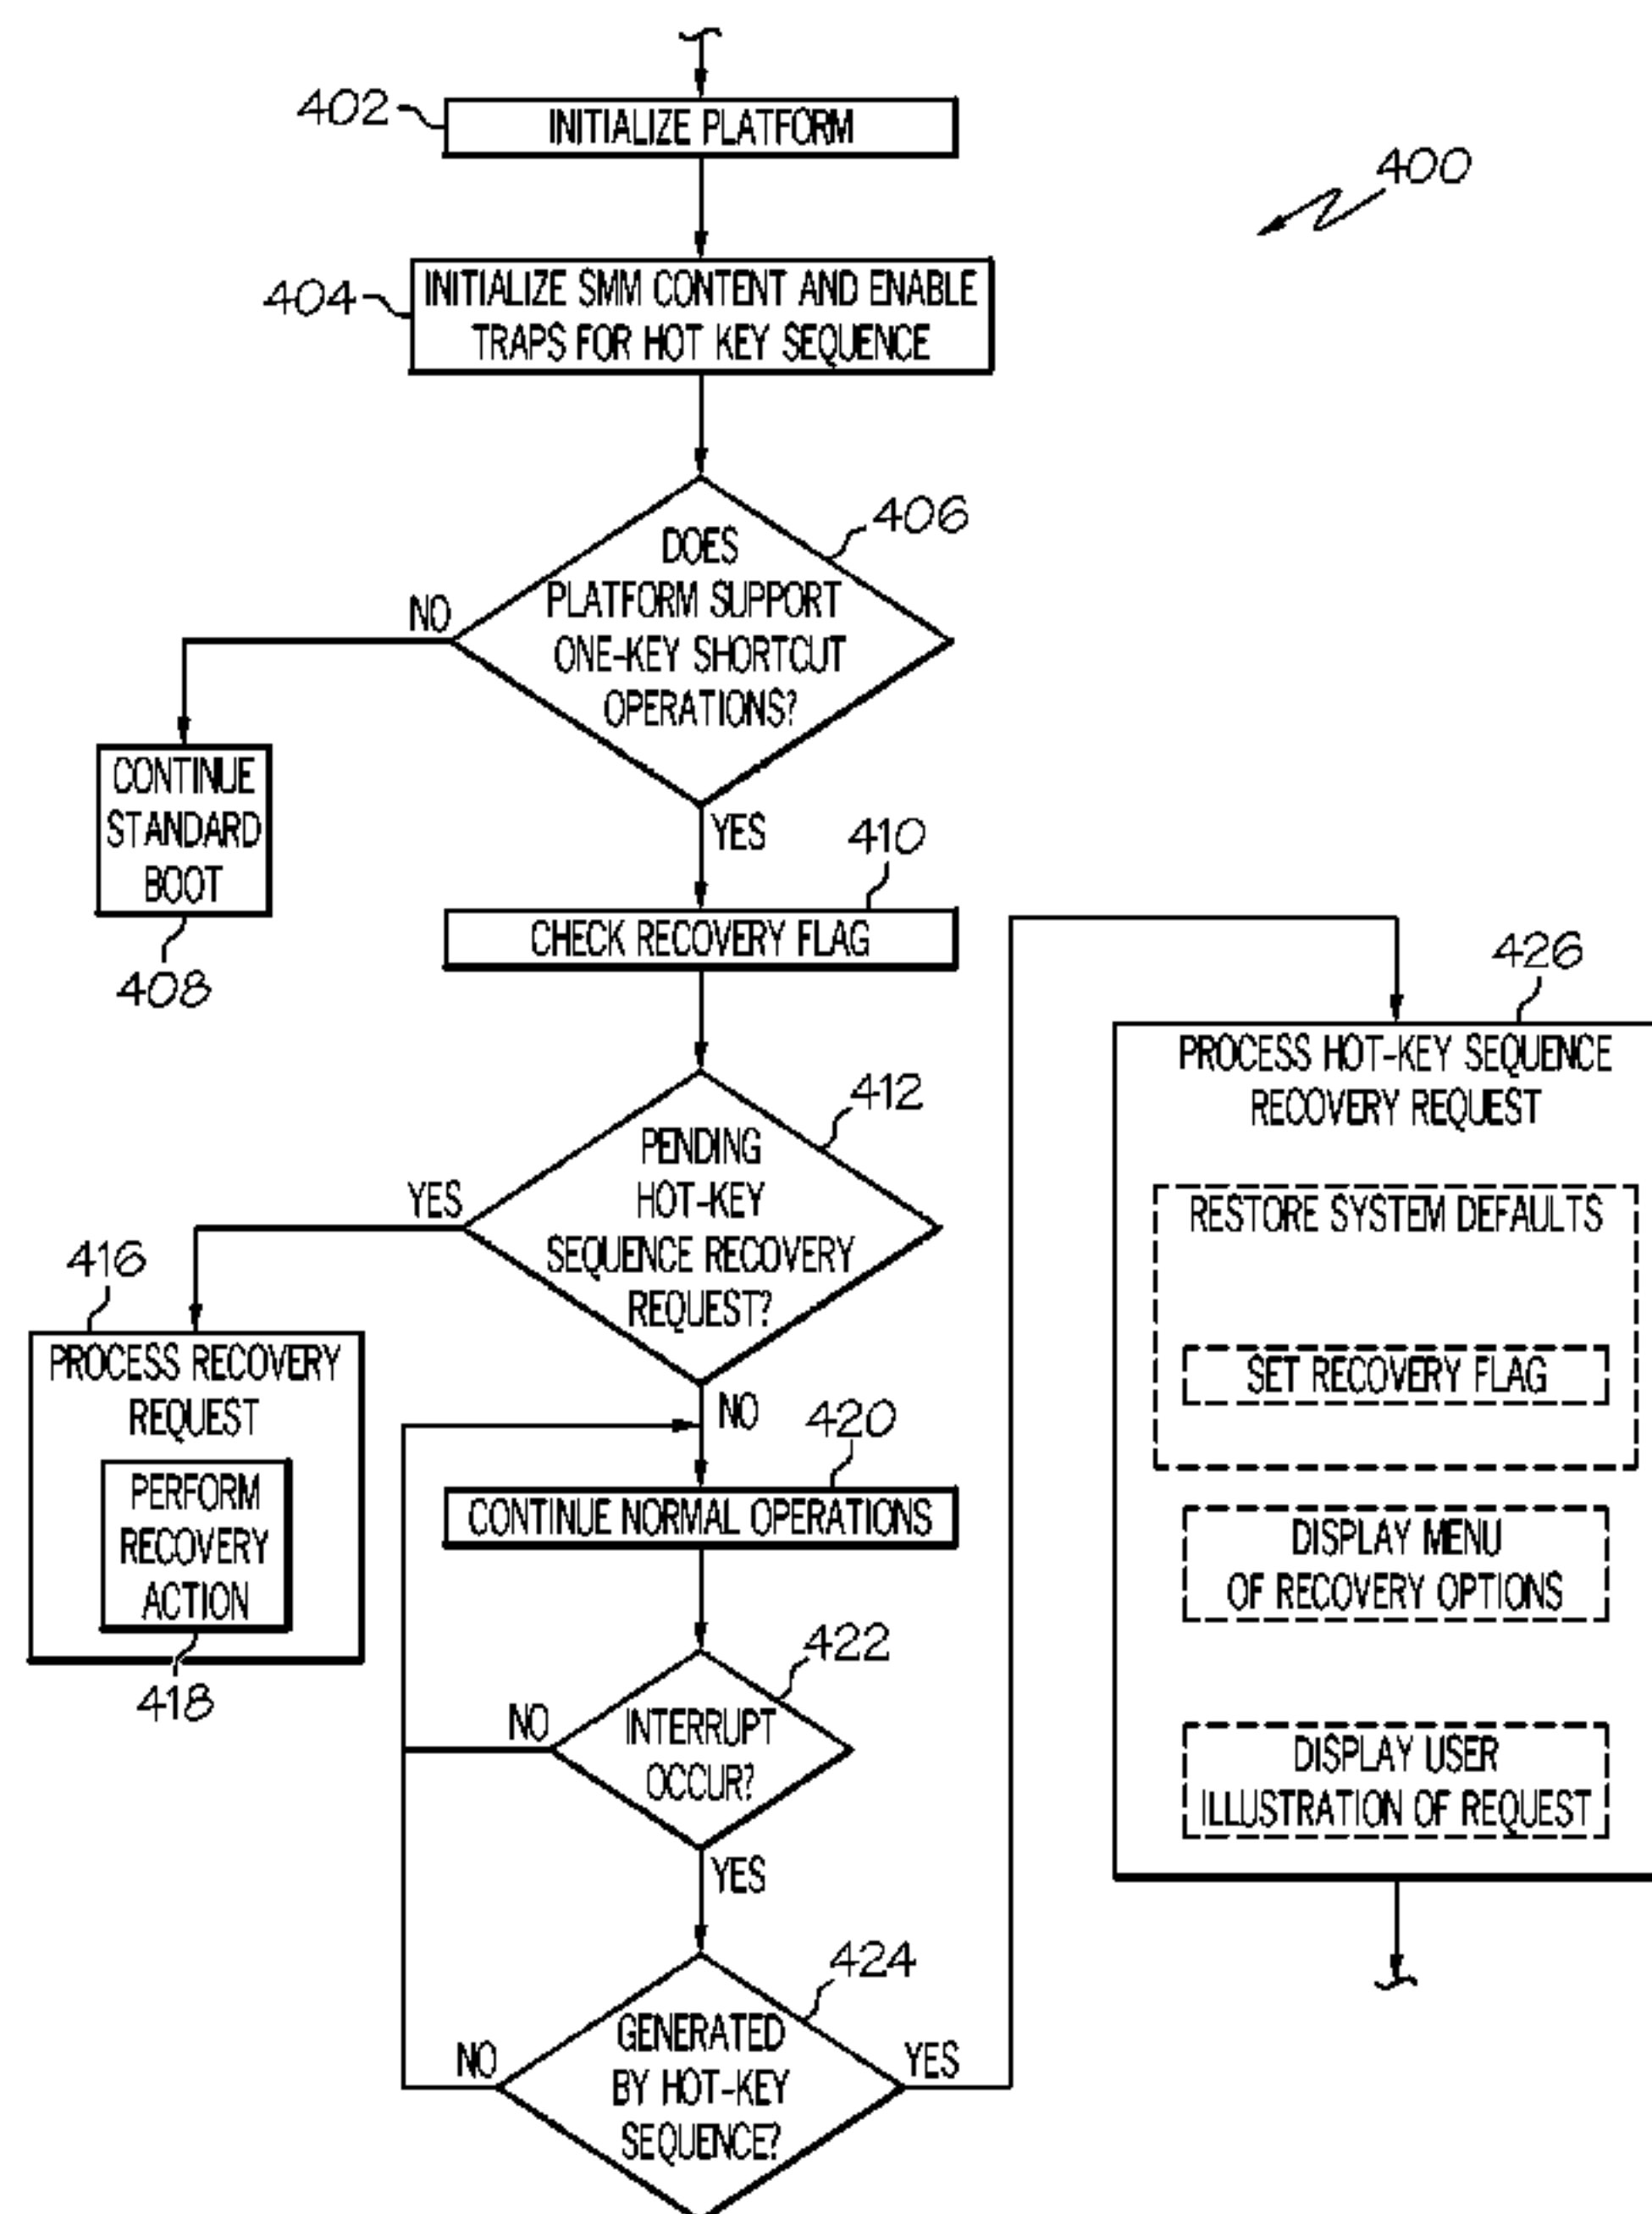 402
INITIALIZE PLATFORM
400
404
INITIALIZE SMM CONTENT AND ENABLE
TRAPS FOR HOT KEY SEQUENCE
406
DOES
PLATFORM SUPPORT
ONE-KEY SHORTCUT
OPERATIONS?
NO
CONTINUE
STANDARD
BOOT
408
YES
410
CHECK RECOVERY FLAG
412
PENDING
HOT-KEY
SEQUENCE RECOVERY
REQUEST?
YES
416
PROCESS RECOVERY
REQUEST
PERFORM
RECOVERY
ACTION
418
NO
420
CONTINUE NORMAL OPERATIONS
422
INTERRUPT
OCCUR?
NO
YES
424
GENERATED
BY HOT-KEY
SEQUENCE?
NO
YES
426
PROCESS HOT-KEY SEQUENCE
RECOVERY REQUEST
RESTORE SYSTEM DEFAULTS
SET RECOVERY FLAG
DISPLAY MENU
OF RECOVERY OPTIONS
DISPLAY USER
ILLUSTRATION OF REQUEST